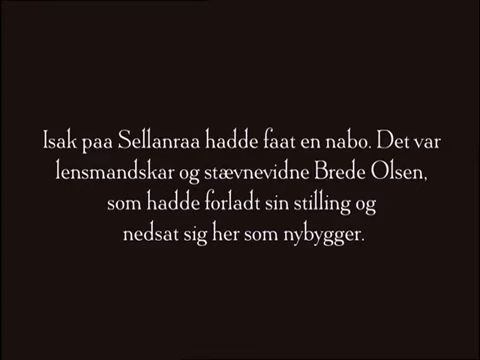 Isak paa Sellanraa hadde faat en nabo. Det var
lensmandskar og stævnevidne Brede Olsen,
som hadde forladt sin stilling og
nedsat sig her som nybygger.